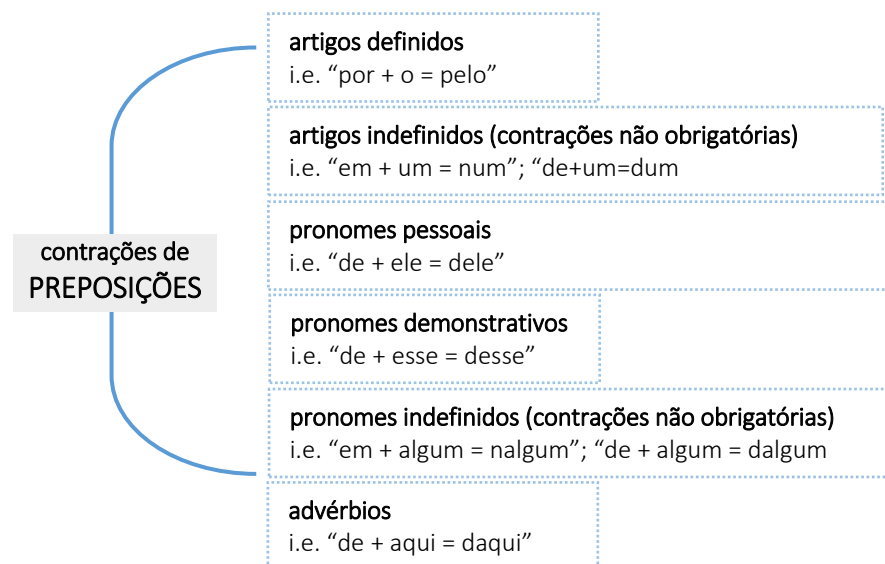 contrações de
PREPOSIÇÕES
artigos definidos
i.e. “por + o = pelo”
artigos indefinidos (contrações não obrigatórias)
i.e. “em + um = num”; “de+um=dum
pronomes pessoais
i.e. “de + ele = dele”
pronomes demonstrativos
i.e. “de + esse = desse”
pronomes indefinidos (contrações não obrigatórias)
i.e. “em + algum = nalgum”; “de + algum = dalgum
advérbios
i.e. “de + aqui = daqui”